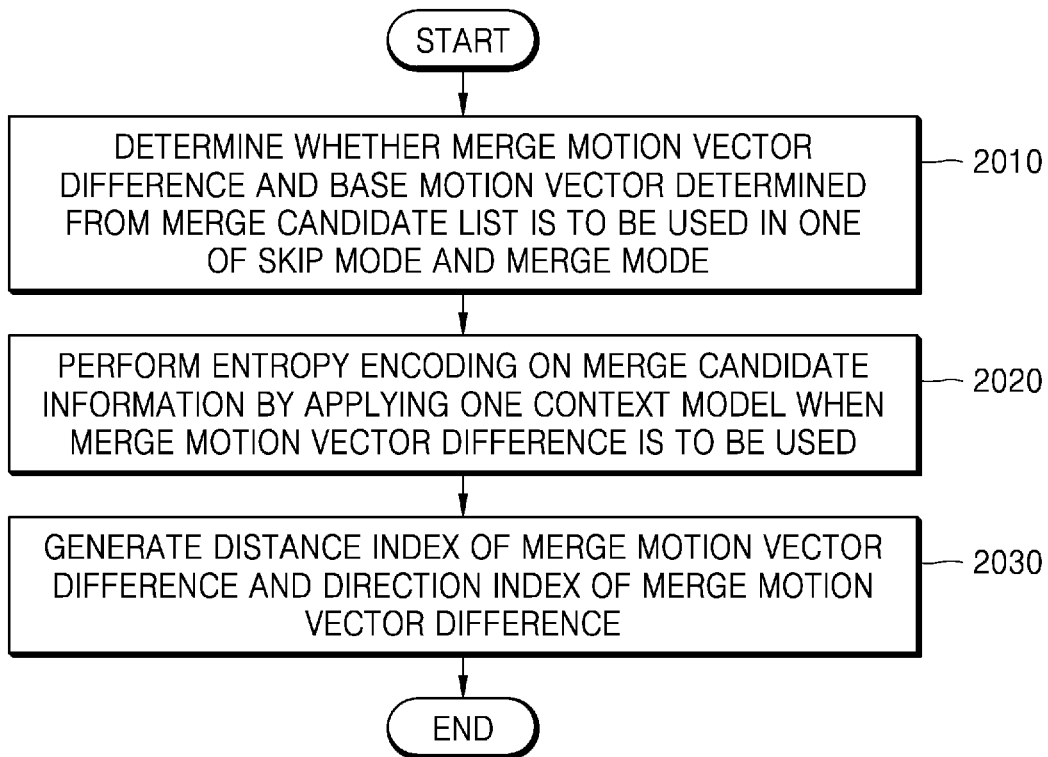 START
DETERMINE WHETHER MERGE MOTION VECTOR
DIFFERENCE AND BASE MOTION VECTOR DETERMINED
FROM MERGE CANDIDATE LIST IS TO BE USED IN ONE
OF SKIP MODE AND MERGE MODE
2010
PERFORM ENTROPY ENCODING ON MERGE CANDIDATE
INFORMATION BY APPLYING ONE CONTEXT MODEL WHEN
MERGE MOTION VECTOR DIFFERENCE IS TO BE USED
2020
GENERATE DISTANCE INDEX OF MERGE MOTION VECTOR
DIFFERENCE AND DIRECTION INDEX OF MERGE MOTION
VECTOR DIFFERENCE
2030
END